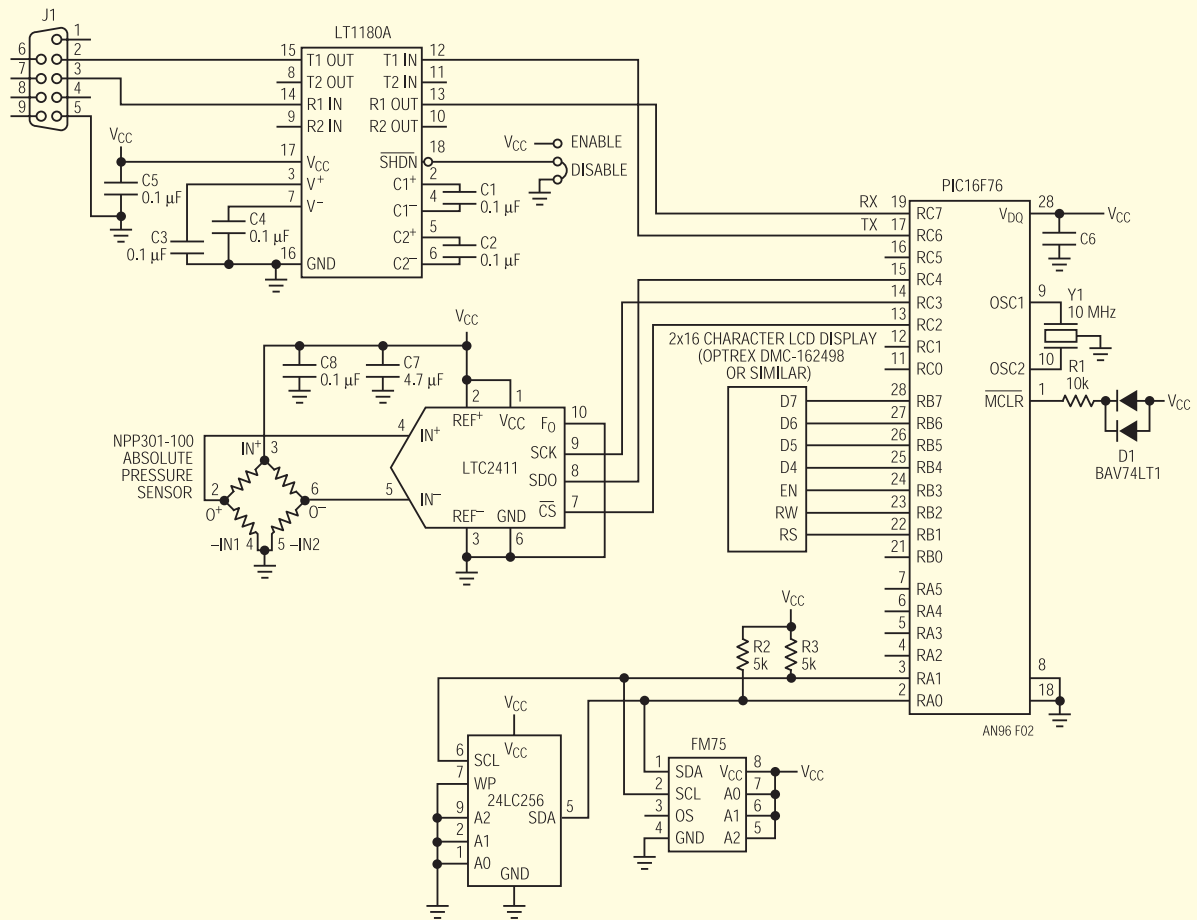 J1
1
6
2
7
3
8
4
9
5
LT1180A
15 T1 OUT T1 IN 12
8 T2 OUT T2 IN 11
14 R1 IN R1 OUT 13
9 R2 IN R2 OUT 10
17 VCC SHDN 18
3 V+ C1+ 2
7 V– C1– 4
C2+ 5
16 GND C2– 6
VCC
C5
0.1 µF
C4
0.1 µF
C3
0.1 µF
VCC ENABLE
DISABLE
C1
0.1 µF
C2
0.1 µF
PIC16F76
RX 19 RC7 VDQ 28 VCC
TX 17 RC6
16 RC5
15 RC4
14 RC3 OSC1 9
13 RC2
12 RC1
11 RC0 OSC2 10
28 RB7 MCLR 1
27 RB6
26 RB5
25 RB4
24 RB3
23 RB2
22 RB1
21 RB0
7 RA5
6 RA4
5 RA3
4 RA2
3 RA1 8
2 RA0 18
C6
Y1
10 MHz
R1
10k
VCC
D1
BAV74LT1
AN96 F02
VCC
C8
0.1 µF
C7
4.7 µF
2 REF+
1 VCC
FO 10
4 IN+
SCK 9
LTC2411
SDO 8
5 IN–
CS 7
REF– 3
GND 6
NPP301-100
ABSOLUTE
PRESSURE
SENSOR
IN+ 3
2 O+
6 O–
–IN1 4
5 –IN2
2x16 CHARACTER LCD DISPLAY
(OPTREX DMC-162498
OR SIMILAR)
D7
D6
D5
D4
EN
RW
RS
VCC
R2
5k
R3
5k
VCC
VCC
6 SCL
7 WP
24LC256
9 A2 SDA 5
2 A1
1 A0
GND
FM75
1 SDA VCC 8 VCC
2 SCL A0 7
3 OS A1 6
4 GND A2 5